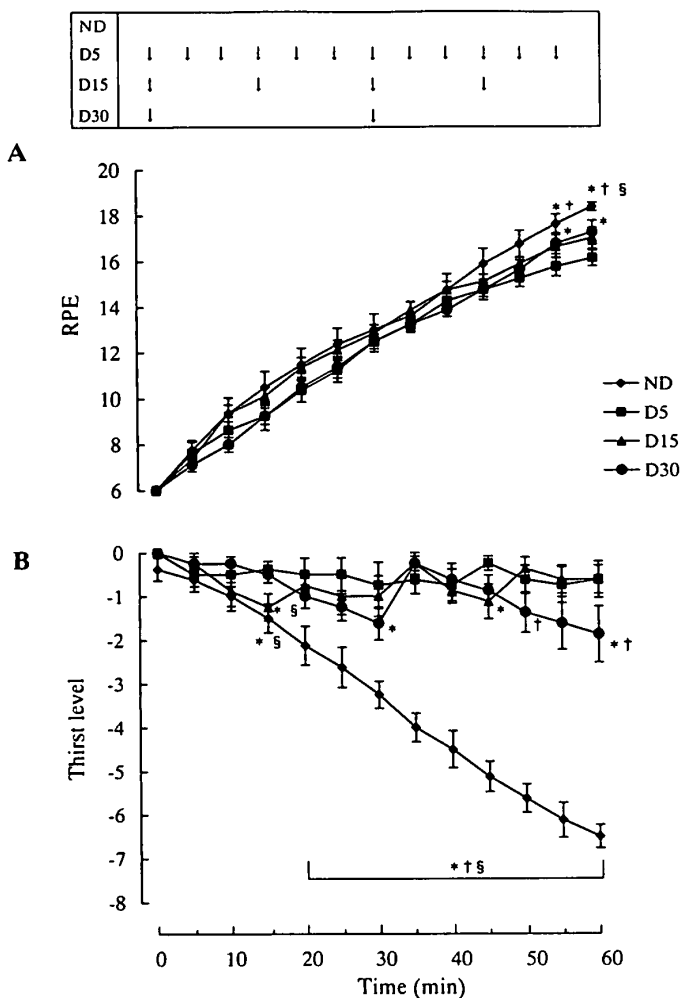 ND
D5
D15
D30
A
20
18
16
14
12
10
8
6
RPE
* †
* † §
*
*
ND
D5
D15
D30
B
0
-1
-2
-3
-4
-5
-6
-7
-8
Thirst level
* §
* §
*
*
†
* †
* † §
0 10 20 30 40 50 60
Time (min)